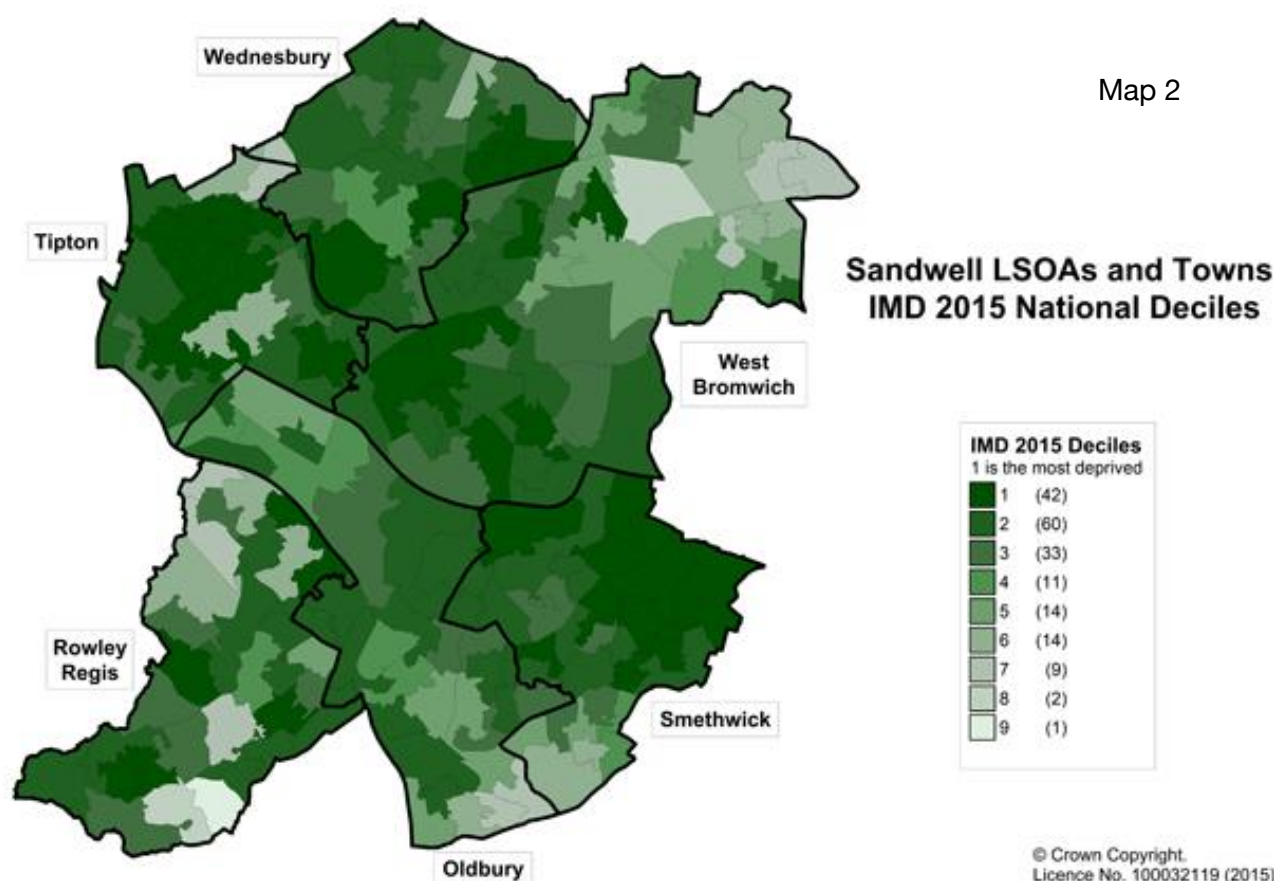 Wednesbury
Map 2
Tipton
Sandwell LSOAs and Towns
IMD 2015 National Deciles
West
Bromwich
IMD 2015 Deciles
1 is the most deprived
1 (42)
2 (60)
3 (33)
4 (11)
5 (14)
6 (14)
7 (9)
8 (2)
9 (1)
Rowley
Regis
Smethwick
Oldbury
© Crown Copyright.
Licence No. 100032119 (2015)